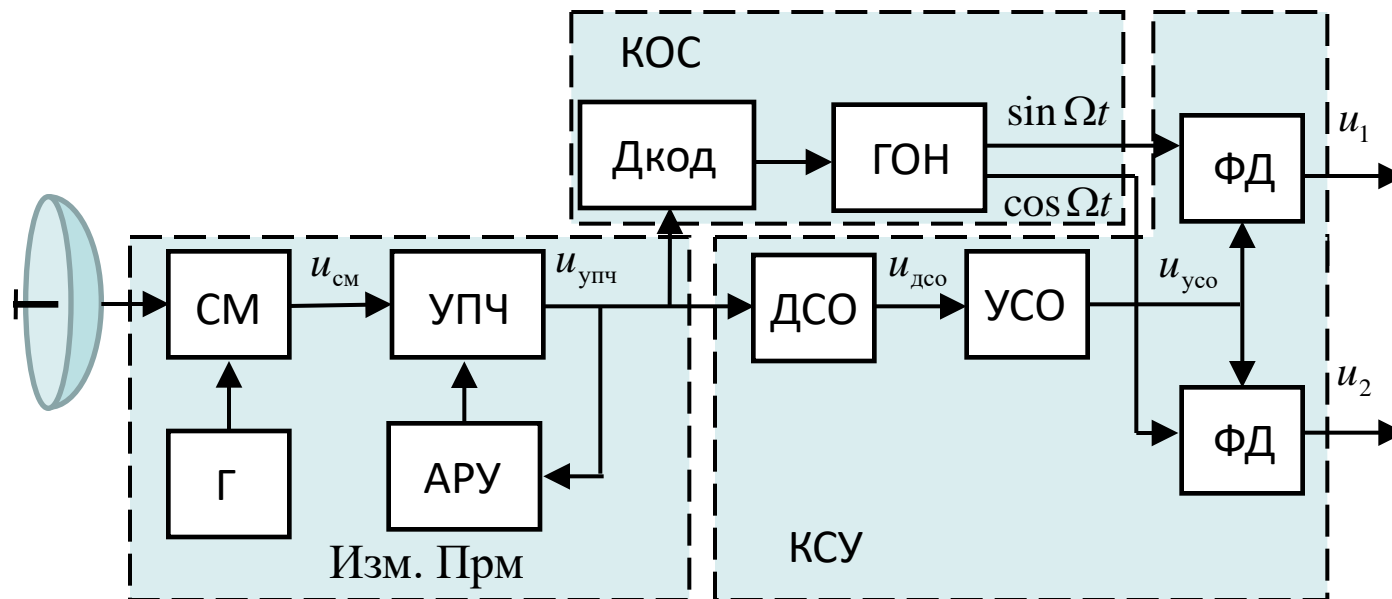 КОС
sin Ωt
Дкод
ГОН
ФД
u₁
cos Ωt
СМ
u_см
УПЧ
u_упч
ДСО
u_дсо
УСО
u_усо
Г
АРУ
ФД
u₂
Изм. Прм
КСУ